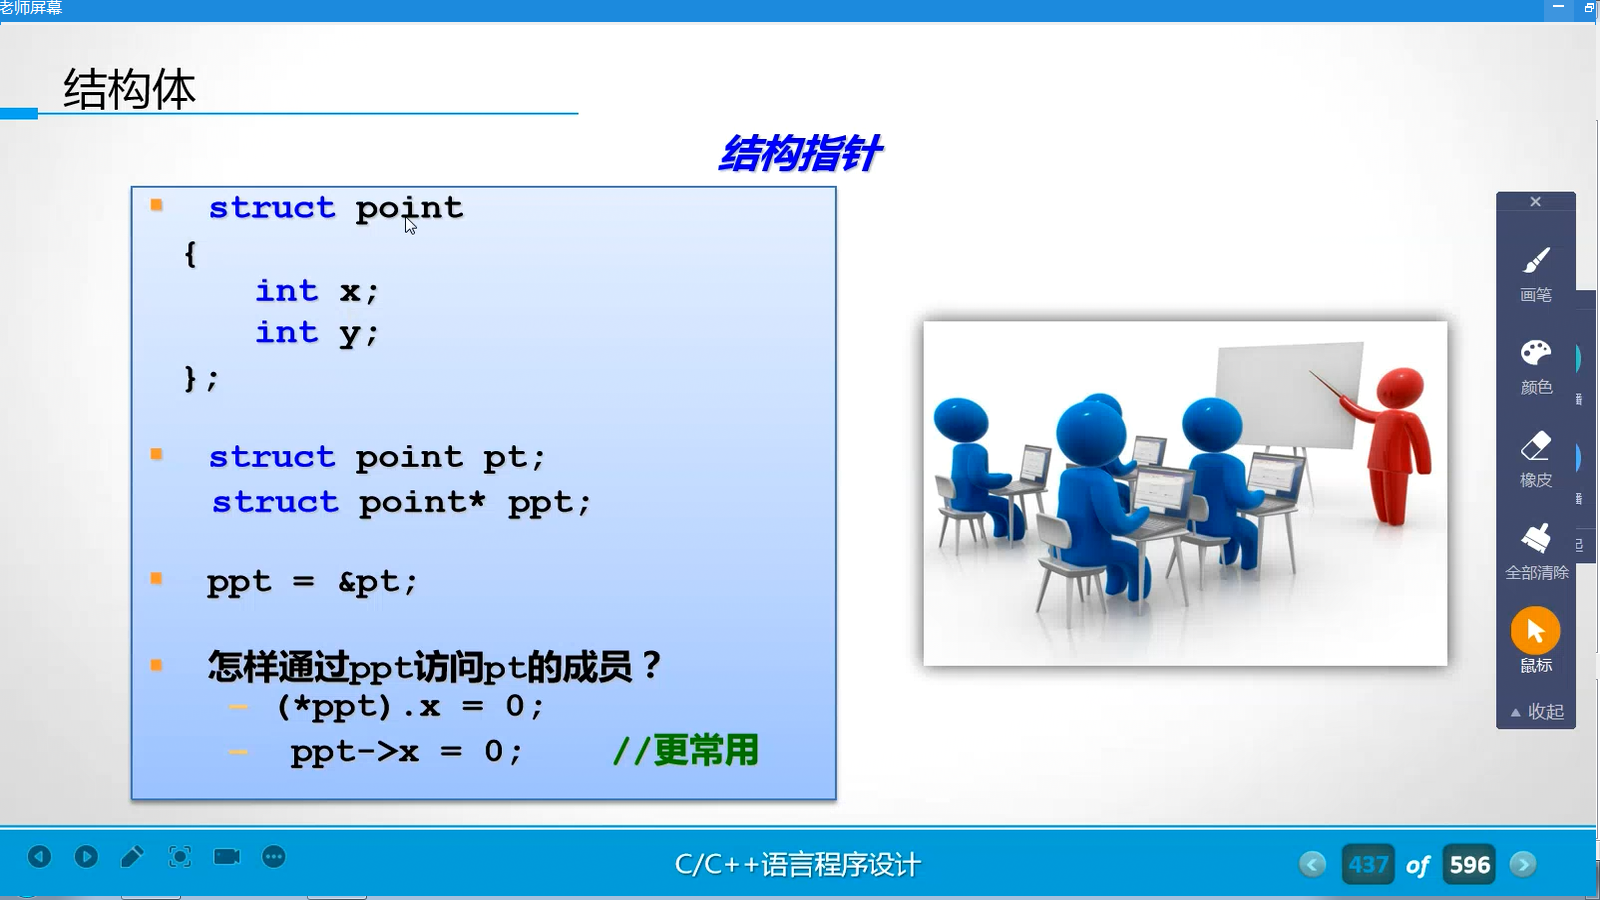 老师屏幕
结构体
结构指针
struct point
{
int x;
int y;
};
struct point pt;
struct point* ppt;
ppt = &pt;
怎样通过ppt访问pt的成员？
(*ppt).x = 0;
ppt->x = 0; //更常用
画笔
颜色
橡皮
全部清除
鼠标
收起
C/C++语言程序设计
437 of 596